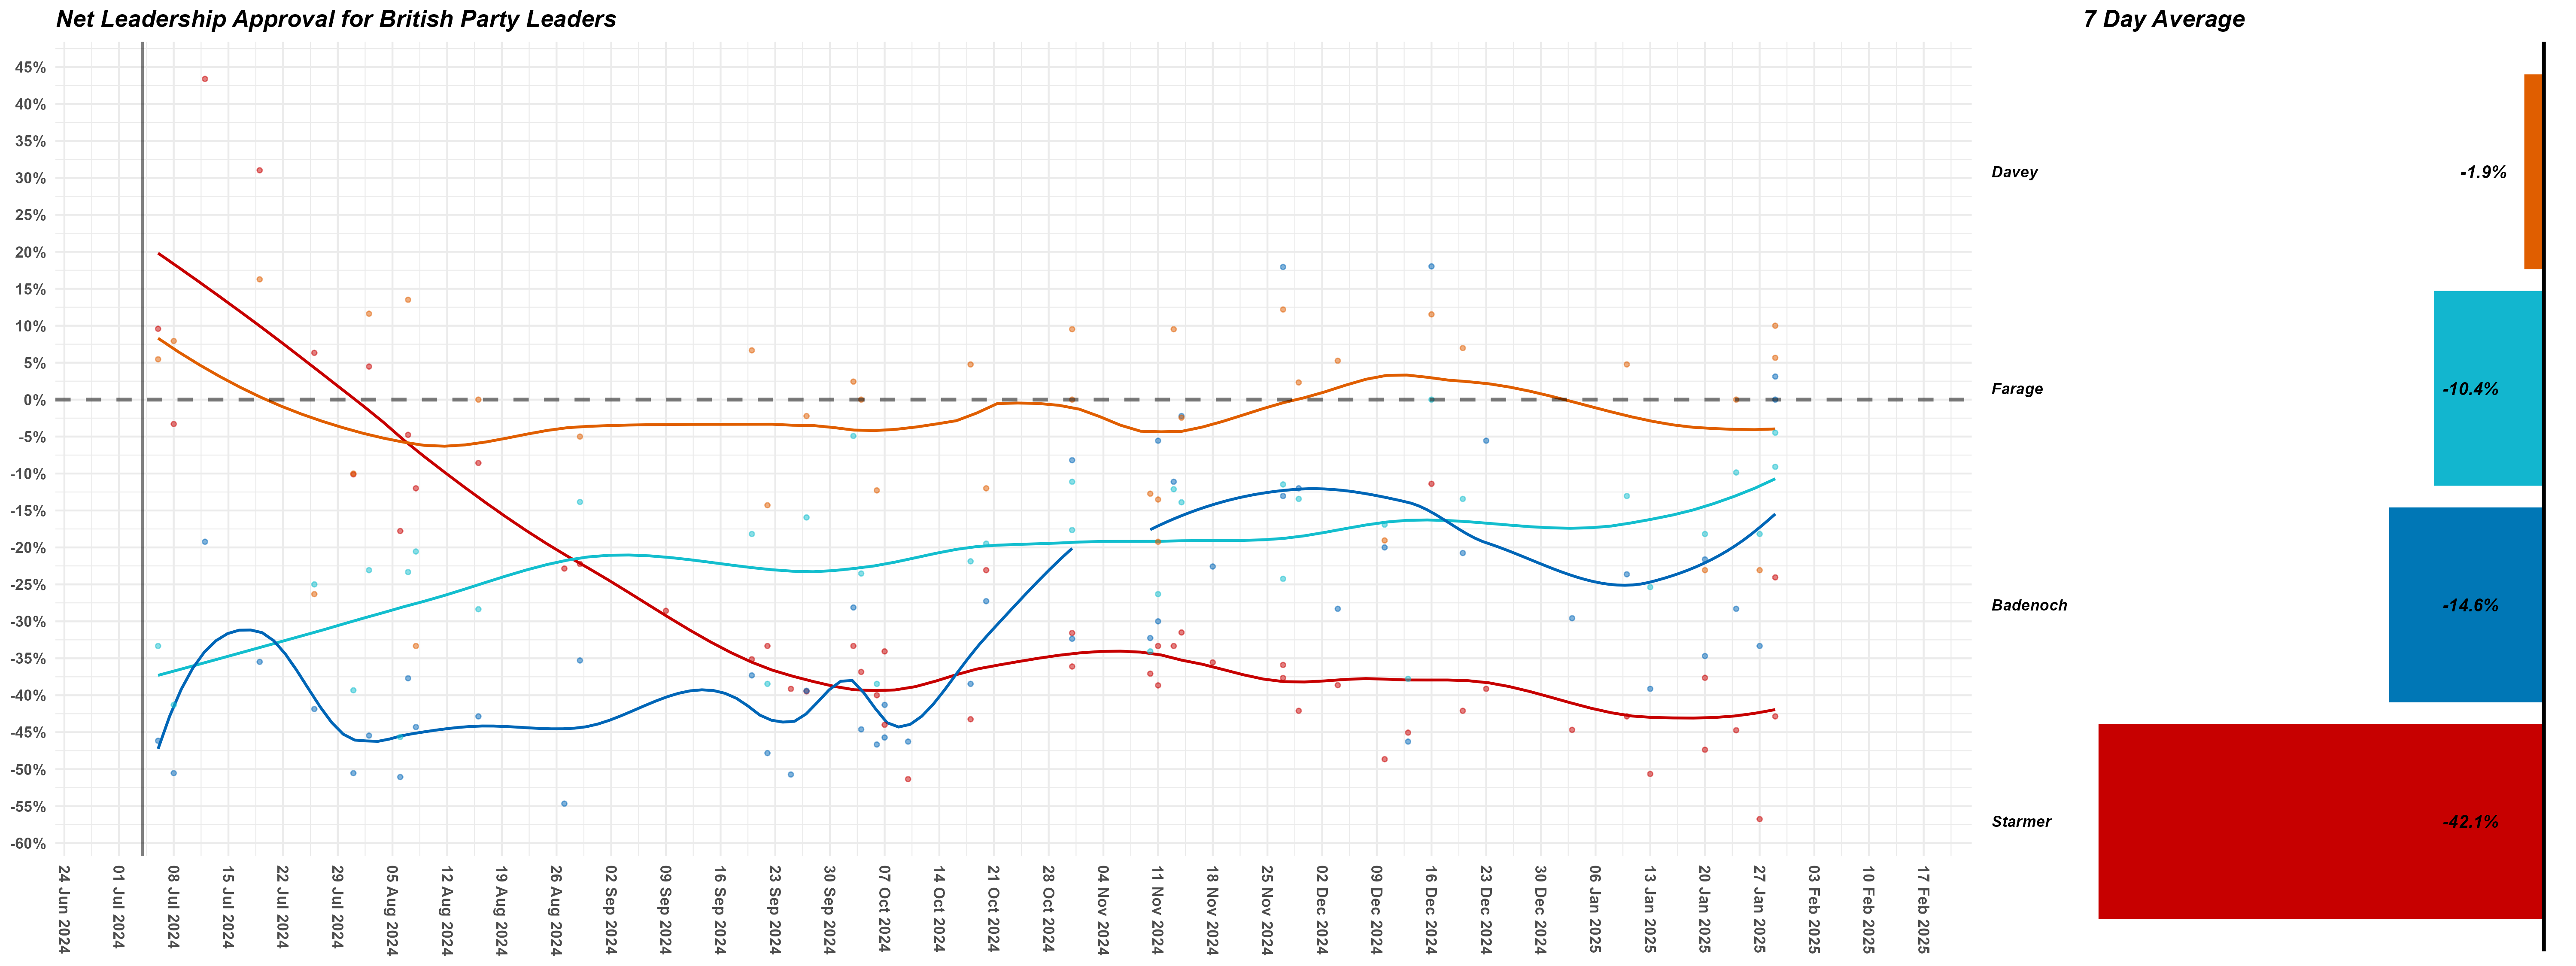 Net Leadership Approval for British Party Leaders
7 Day Average
45%
40%
35%
30%
25%
20%
15%
10%
5%
0%
-5%
-10%
-15%
-20%
-25%
-30%
-35%
-40%
-45%
-50%
-55%
-60%
24 Jun 2024
01 Jul 2024
08 Jul 2024
15 Jul 2024
22 Jul 2024
29 Jul 2024
05 Aug 2024
12 Aug 2024
19 Aug 2024
26 Aug 2024
02 Sep 2024
09 Sep 2024
16 Sep 2024
23 Sep 2024
30 Sep 2024
07 Oct 2024
14 Oct 2024
21 Oct 2024
28 Oct 2024
04 Nov 2024
11 Nov 2024
18 Nov 2024
25 Nov 2024
02 Dec 2024
09 Dec 2024
16 Dec 2024
23 Dec 2024
30 Dec 2024
06 Jan 2025
13 Jan 2025
20 Jan 2025
27 Jan 2025
03 Feb 2025
10 Feb 2025
17 Feb 2025
Davey -1.9%
Farage -10.4%
Badenoch -14.6%
Starmer -42.1%